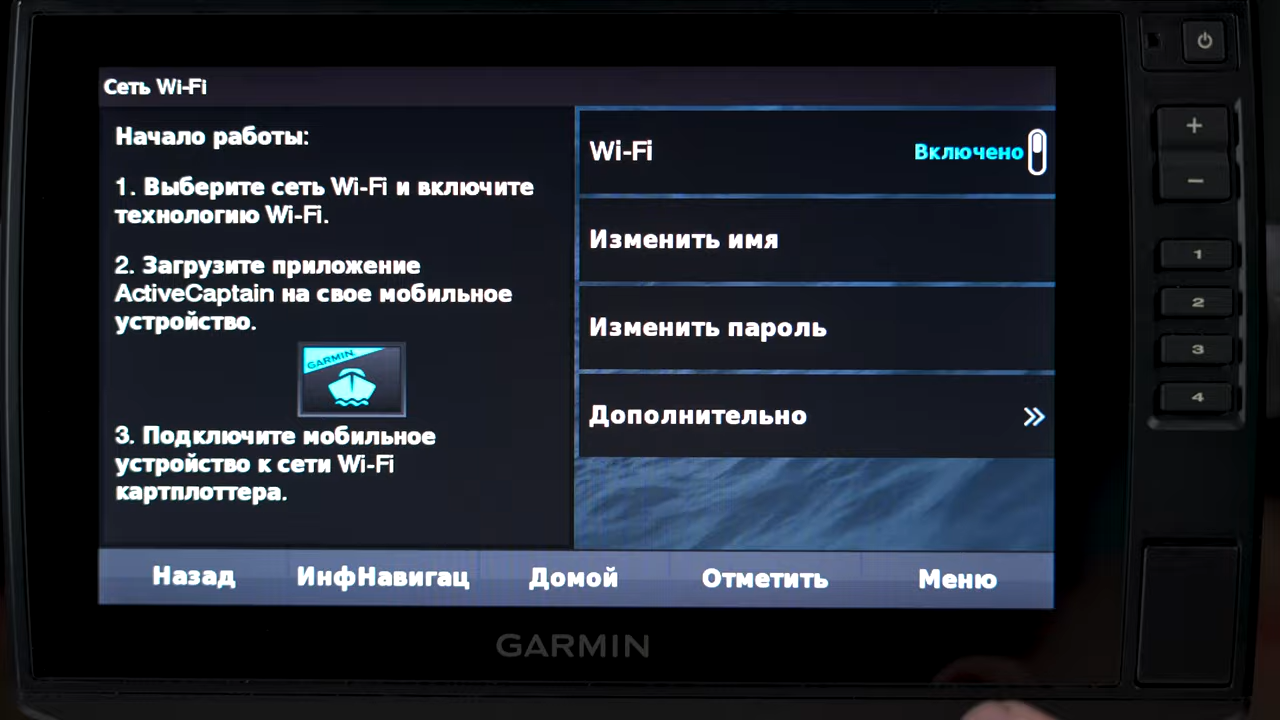 Сеть Wi-Fi
Начало работы:
1. Выберите сеть Wi-Fi и включите
технологию Wi-Fi.
2. Загрузите приложение
ActiveCaptain на свое мобильное
устройство.
GARMIN
3. Подключите мобильное
устройство к сети Wi-Fi
картплоттера.
Wi-Fi
Включено
Изменить имя
Изменить пароль
Дополнительно
Назад
ИнфНавигац
Домой
Отметить
Меню
GARMIN
+
−
1
2
3
4